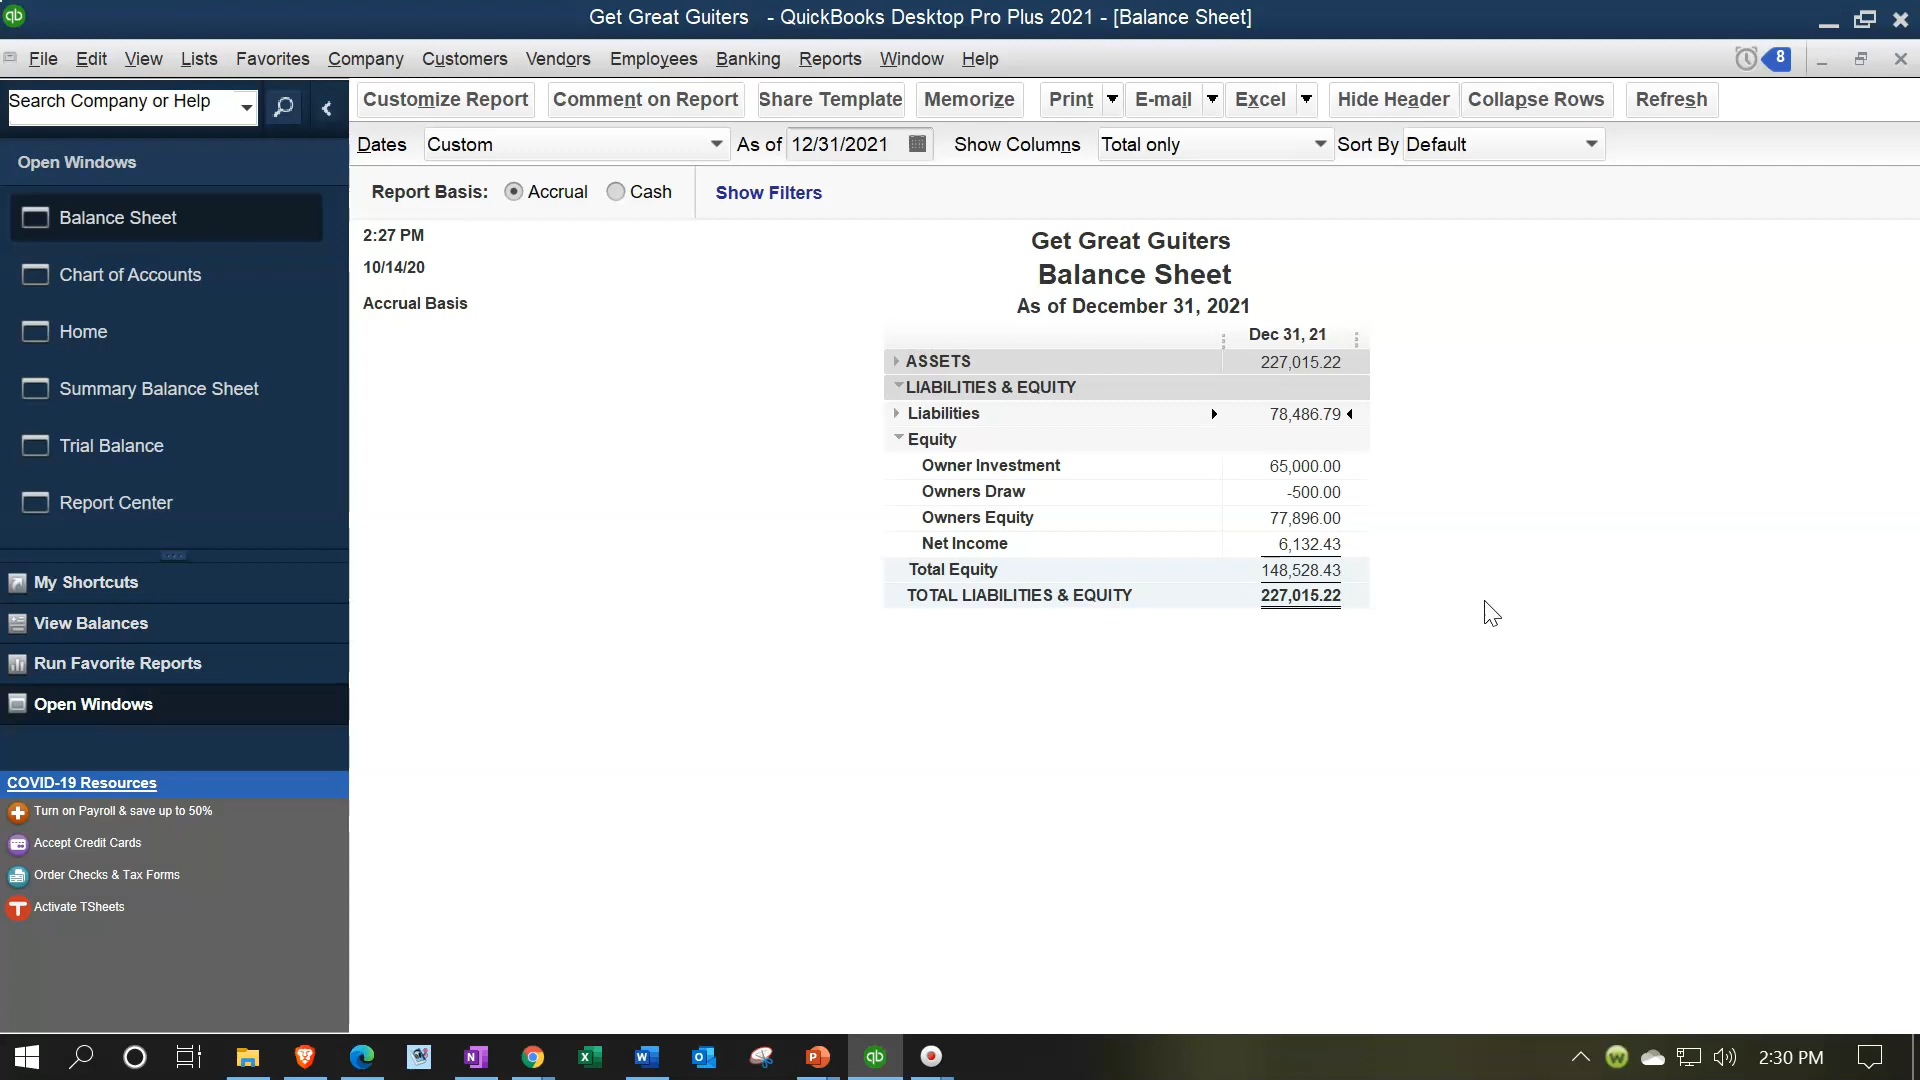 qb Get Great Guiters - QuickBooks Desktop Pro Plus 2021 - [Balance Sheet]
File Edit View Lists Favorites Company Customers Vendors Employees Banking Reports Window Help 8
Search Company or Help
Customize Report Comment on Report Share Template Memorize Print E-mail Excel Hide Header Collapse Rows Refresh
Dates Custom As of 12/31/2021 Show Columns Total only Sort By Default
Report Basis: Accrual Cash Show Filters
Open Windows
Balance Sheet
Chart of Accounts
Home
Summary Balance Sheet
Trial Balance
Report Center
My Shortcuts
View Balances
Run Favorite Reports
Open Windows
COVID-19 Resources
Turn on Payroll & save up to 50%
Accept Credit Cards
Order Checks & Tax Forms
Activate TSheets
2:27 PM
10/14/20
Accrual Basis
Get Great Guiters
Balance Sheet
As of December 31, 2021
Dec 31, 21
ASSETS 227,015.22
LIABILITIES & EQUITY
Liabilities 78,486.79
Equity
Owner Investment 65,000.00
Owners Draw -500.00
Owners Equity 77,896.00
Net Income 6,132.43
Total Equity 148,528.43
TOTAL LIABILITIES & EQUITY 227,015.22
2:30 PM